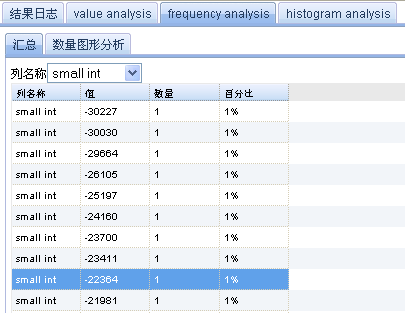 结果日志 value analysis frequency analysis histogram analysis
汇总 数量图形分析
列名称 small int
列名称 值 数量 百分比
small int -30227 1 1%
small int -30030 1 1%
small int -29664 1 1%
small int -26105 1 1%
small int -25197 1 1%
small int -24160 1 1%
small int -23700 1 1%
small int -23411 1 1%
small int -22364 1 1%
small int -21981 1 1%